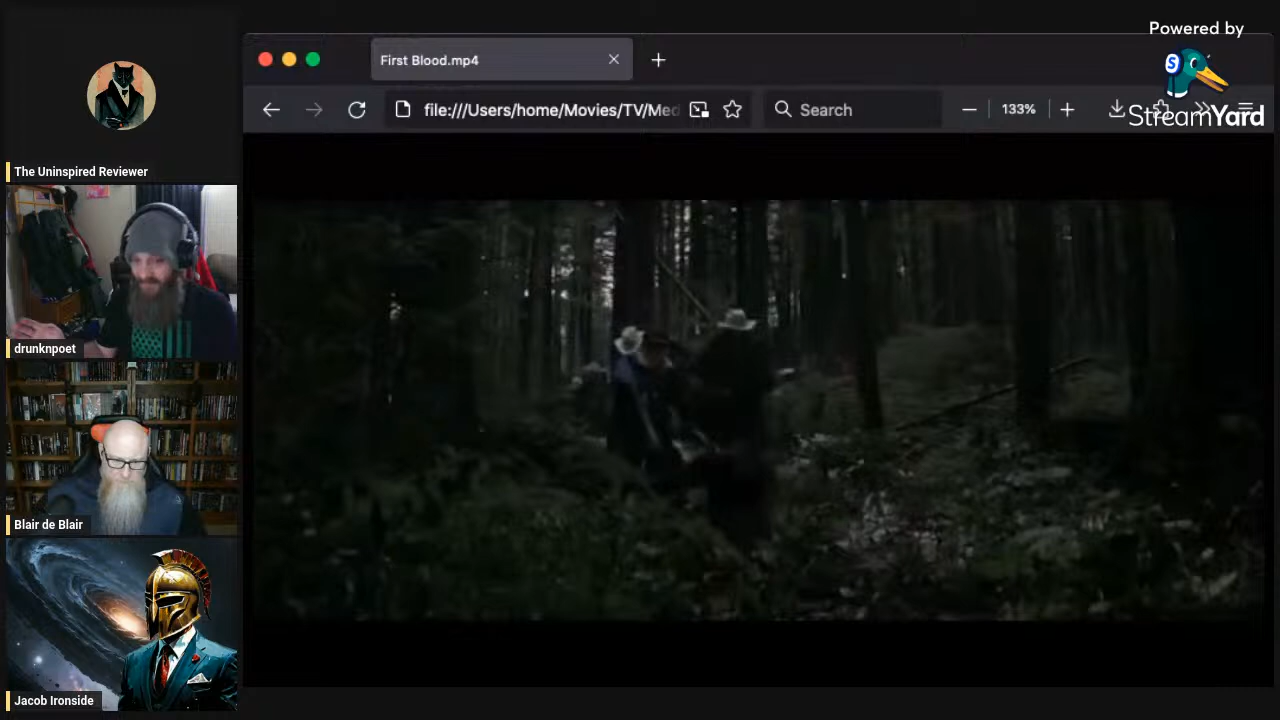 Powered by
StreamYard
First Blood.mp4
file:///Users/home/Movies/TV/Med
Search
133%
The Uninspired Reviewer
drunknpoet
Blair de Blair
Jacob Ironside